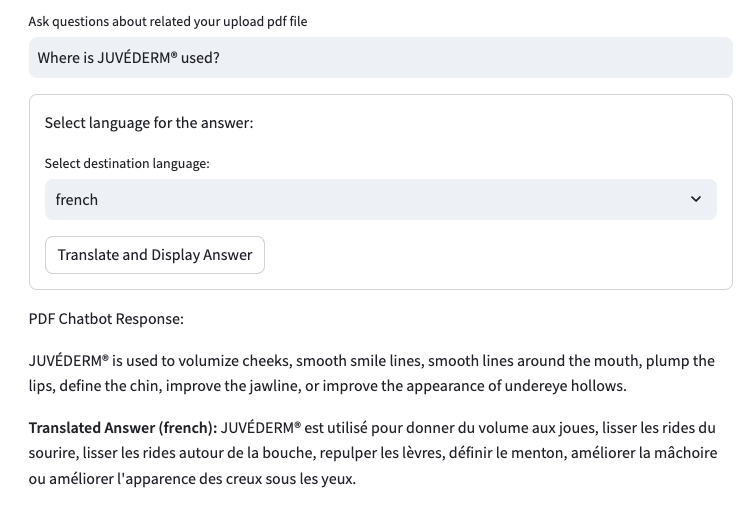 Ask questions about related your upload pdf file
Where is JUVÉDERM® used?
Select language for the answer:
Select destination language:
french
Translate and Display Answer
PDF Chatbot Response:
JUVÉDERM® is used to volumize cheeks, smooth smile lines, smooth lines around the mouth, plump the
lips, define the chin, improve the jawline, or improve the appearance of undereye hollows.
Translated Answer (french): JUVÉDERM® est utilisé pour donner du volume aux joues, lisser les rides du
sourire, lisser les rides autour de la bouche, repulper les lèvres, définir le menton, améliorer la mâchoire
ou améliorer l'apparence des creux sous les yeux.